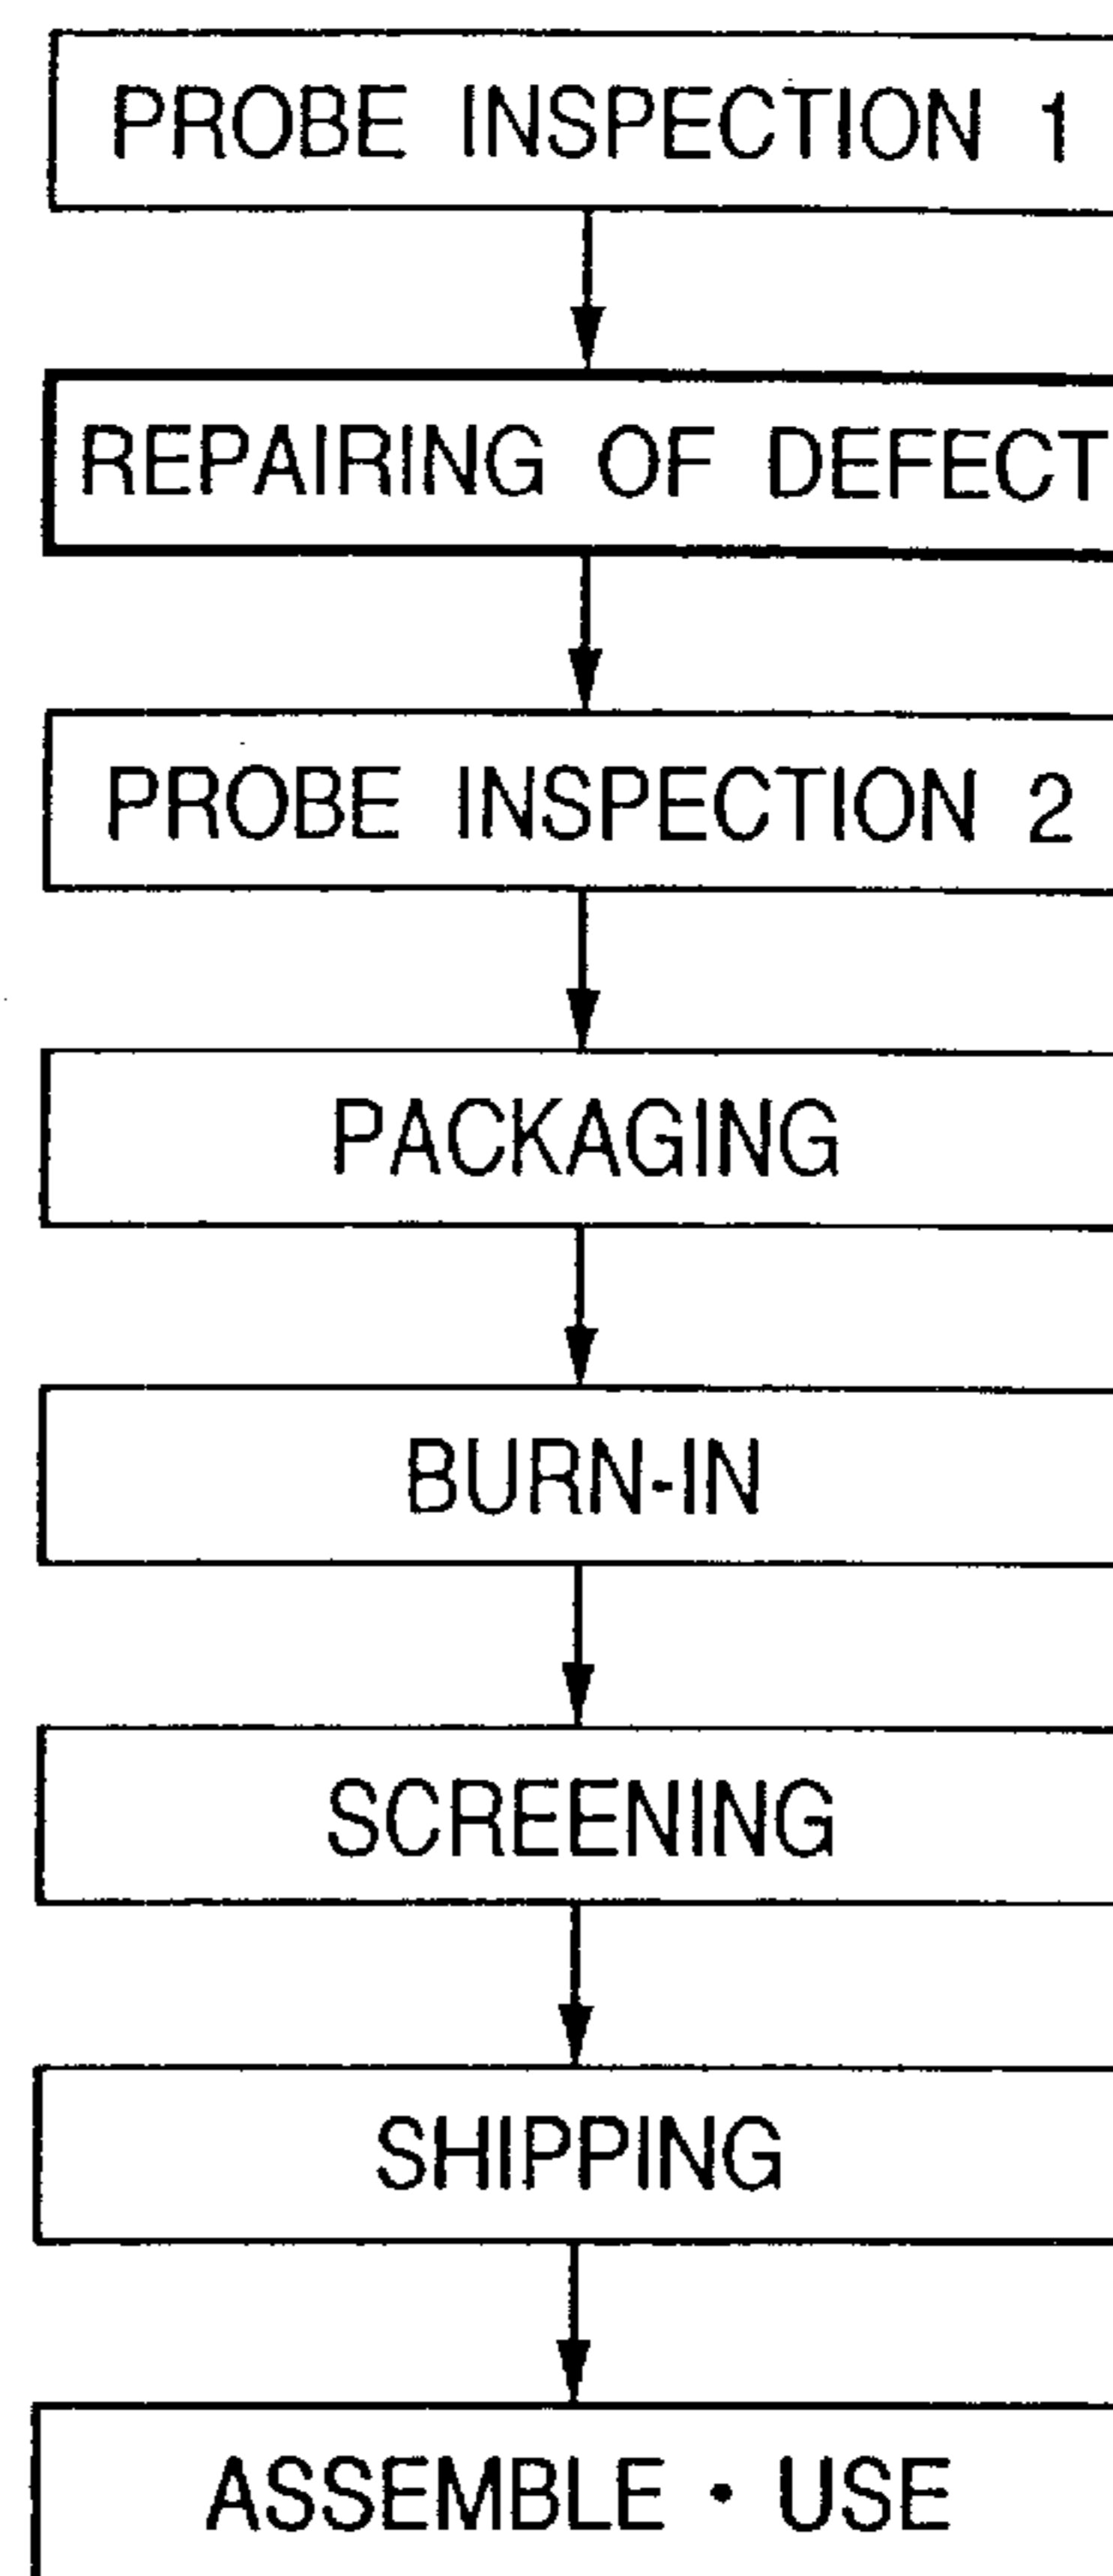 PROBE INSPECTION 1
REPAIRING OF DEFECT
PROBE INSPECTION 2
PACKAGING
BURN-IN
SCREENING
SHIPPING
ASSEMBLE · USE